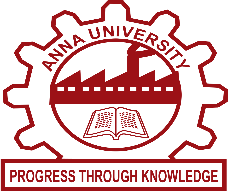 ANNA UNIVERSITY
PROGRESS THROUGH KNOWLEDGE